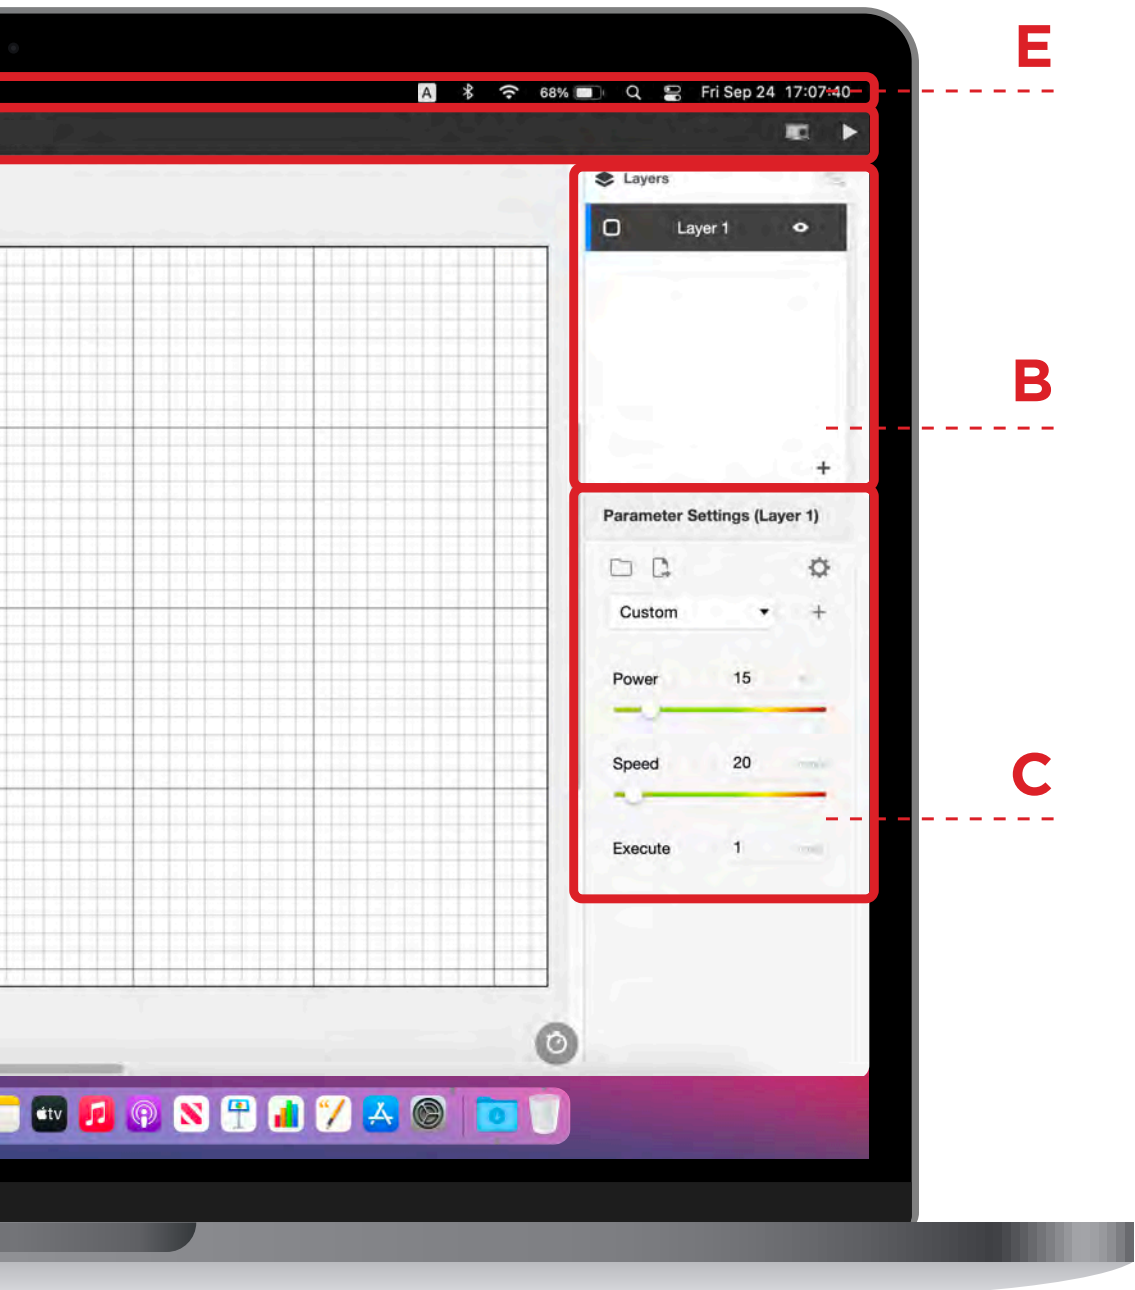 E
A 68% Fri Sep 24 17:07:40
Layers
Layer 1
B
+
Parameter Settings (Layer 1)
Custom +
Power 15
Speed 20
C
Execute 1
tv